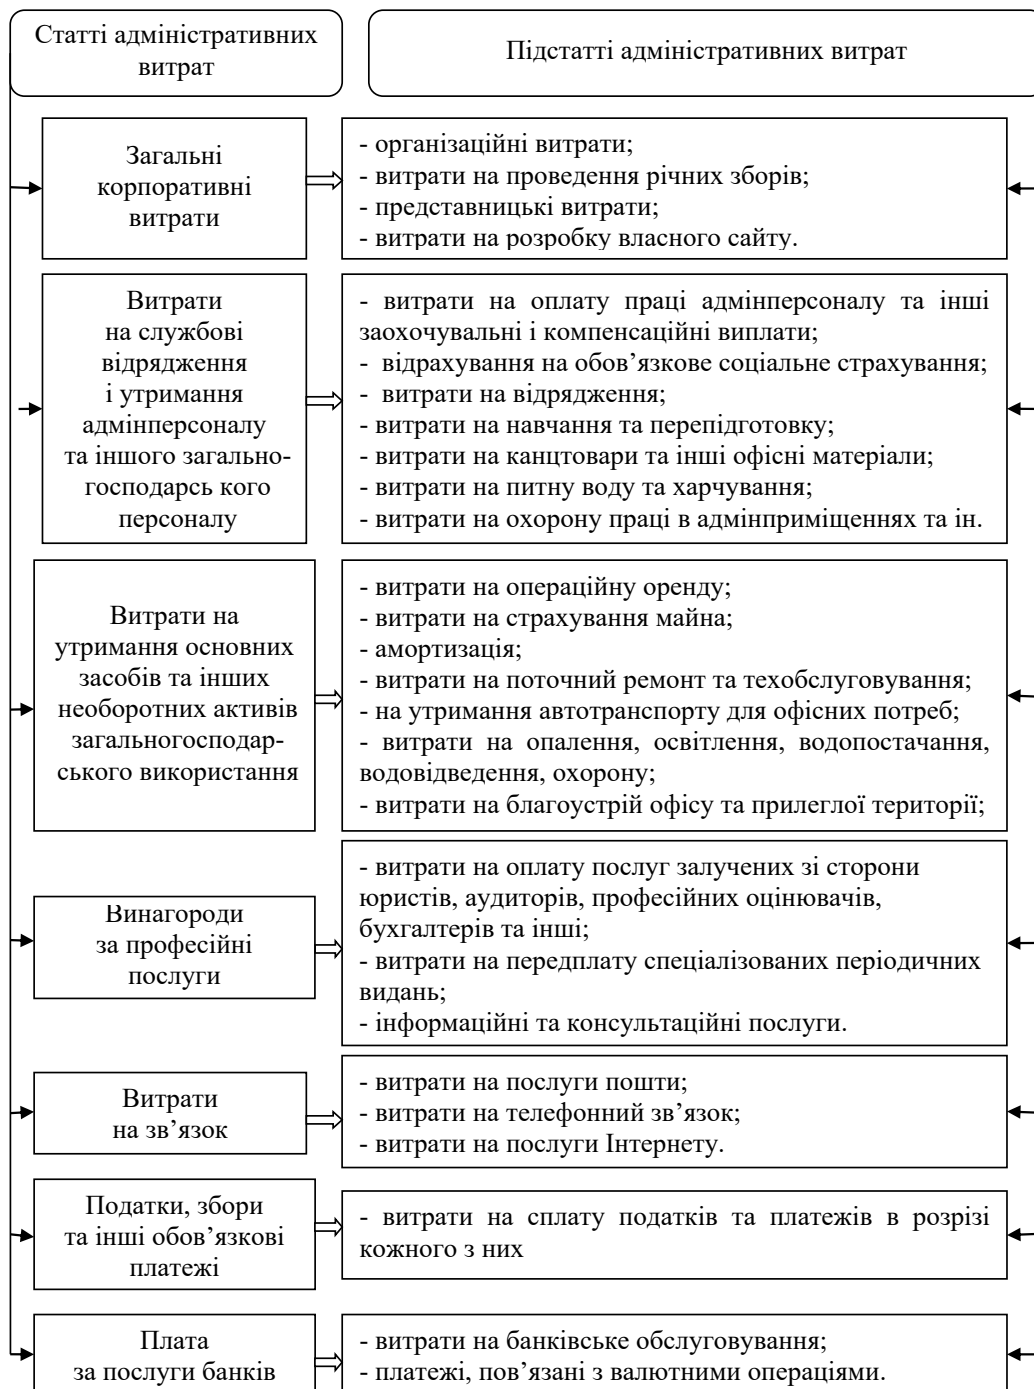 Статті адміністративних
витрат
Підстатті адміністративних витрат
Загальні
корпоративні
витрати
- організаційні витрати;
- витрати на проведення річних зборів;
- представницькі витрати;
- витрати на розробку власного сайту.
Витрати
на службові
відрядження
і утримання
адмінперсоналу
та іншого загально-
господарсь кого
персоналу
- витрати на оплату праці адмінперсоналу та інші
заохочувальні і компенсаційні виплати;
- відрахування на обов’язкове соціальне страхування;
- витрати на відрядження;
- витрати на навчання та перепідготовку;
- витрати на канцтовари та інші офісні матеріали;
- витрати на питну воду та харчування;
- витрати на охорону праці в адмінприміщеннях та ін.
Витрати на
утримання основних
засобів та інших
необоротних активів
загальногосподар-
ського використання
- витрати на операційну оренду;
- витрати на страхування майна;
- амортизація;
- витрати на поточний ремонт та техобслуговування;
- на утримання автотранспорту для офісних потреб;
- витрати на опалення, освітлення, водопостачання,
водовідведення, охорону;
- витрати на благоустрій офісу та прилеглої території;
Винагороди
за професійні
послуги
- витрати на оплату послуг залучених зі сторони
юристів, аудиторів, професійних оцінювачів,
бухгалтерів та інші;
- витрати на передплату спеціалізованих періодичних
видань;
- інформаційні та консультаційні послуги.
Витрати
на зв’язок
- витрати на послуги пошти;
- витрати на телефонний зв’язок;
- витрати на послуги Інтернету.
Податки, збори
та інші обов’язкові
платежі
- витрати на сплату податків та платежів в розрізі
кожного з них
Плата
за послуги банків
- витрати на банківське обслуговування;
- платежі, пов’язані з валютними операціями.